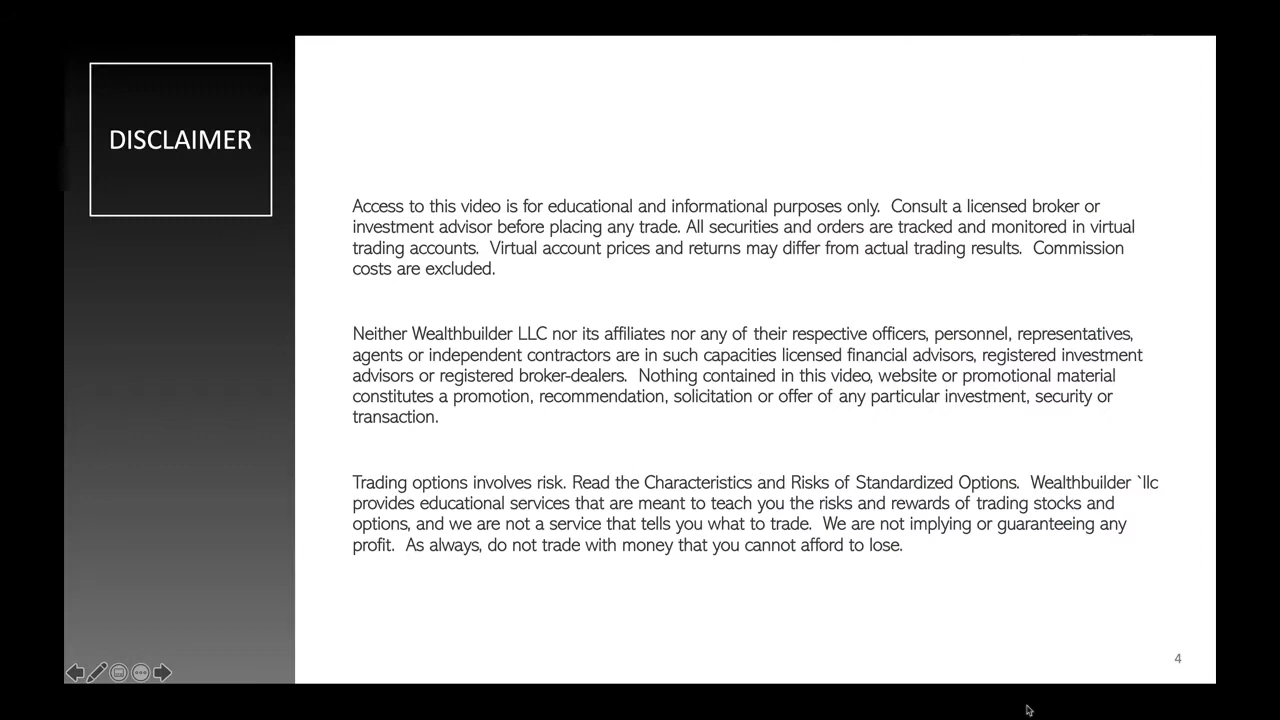 DISCLAIMER
Access to this video is for educational and informational purposes only.  Consult a licensed broker or
investment advisor before placing any trade. All securities and orders are tracked and monitored in virtual
trading accounts.  Virtual account prices and returns may differ from actual trading results.  Commission
costs are excluded.
Neither Wealthbuilder LLC nor its affiliates nor any of their respective officers, personnel, representatives,
agents or independent contractors are in such capacities licensed financial advisors, registered investment
advisors or registered broker-dealers.  Nothing contained in this video, website or promotional material
constitutes a promotion, recommendation, solicitation or offer of any particular investment, security or
transaction.
Trading options involves risk. Read the Characteristics and Risks of Standardized Options.  Wealthbuilder `llc
provides educational services that are meant to teach you the risks and rewards of trading stocks and
options, and we are not a service that tells you what to trade.  We are not implying or guaranteeing any
profit.  As always, do not trade with money that you cannot afford to lose.
4